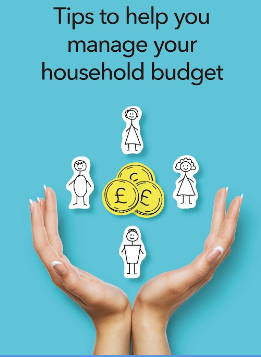 Tips to help you
manage your
household budget
£
£
£